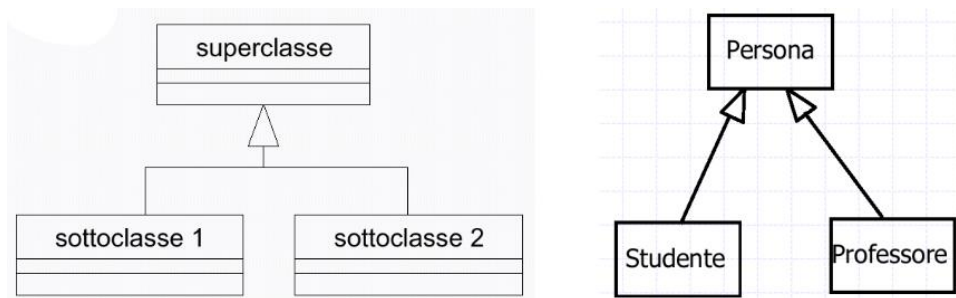 superclasse
sottoclasse 1
sottoclasse 2
Persona
Studente
Professore